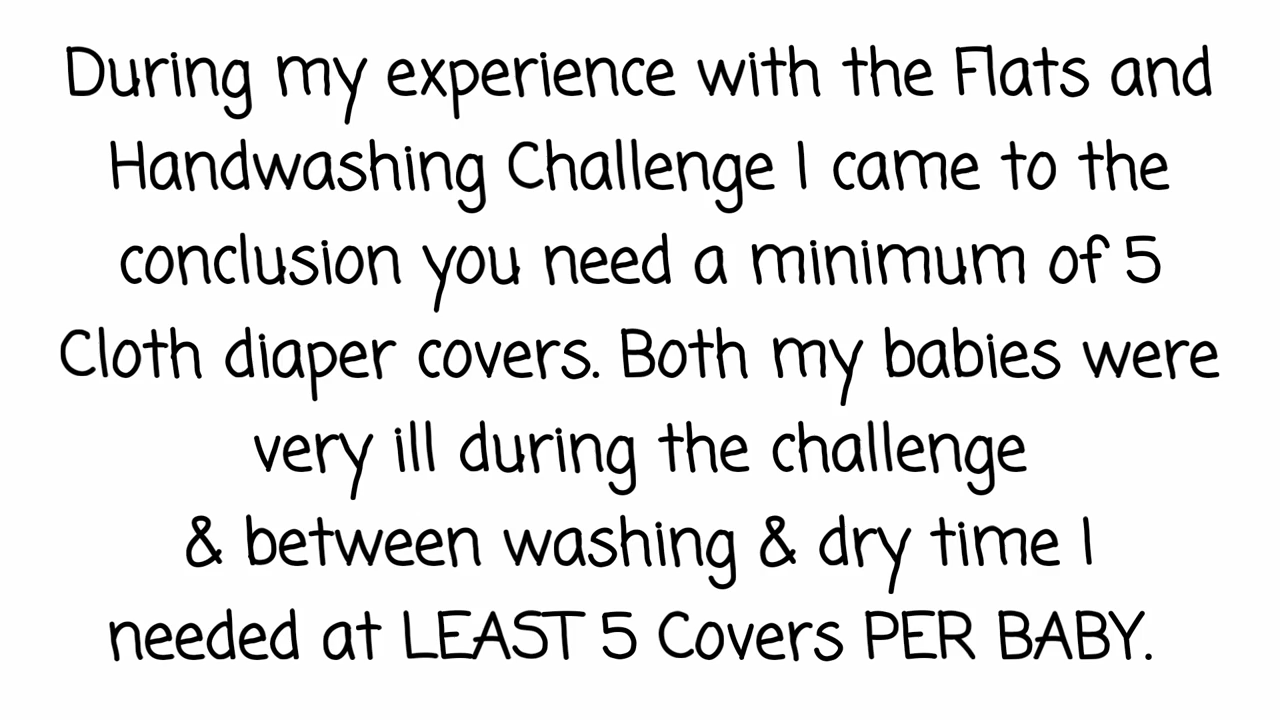 During my experience with the Flats and
Handwashing Challenge I came to the
conclusion you need a minimum of 5
Cloth diaper covers. Both my babies were
very ill during the challenge
& between washing & dry time I
needed at LEAST 5 Covers PER BABY.